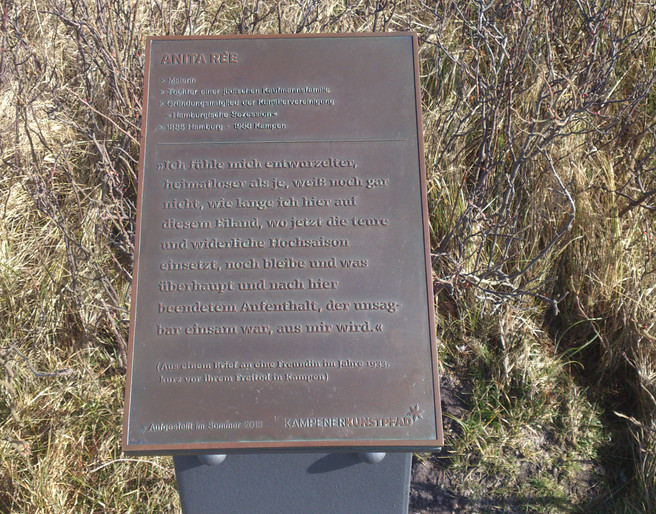 ANITA RÉE
> Malerin
> Tochter einer jüdischen Kaufmannsfamilie
> Gründungsmitglied der Künstlervereinigung
»Hamburgische Sezession«
> 1885 Hamburg - 1933 Kampen
»Ich fühle mich entwurzelter,
heimatloser als je, weiß noch gar
nicht, wie lange ich hier auf
diesem Eiland, wo jetzt die teure
und widerliche Hochsaison
einsetzt, noch bleibe und was
überhaupt und nach hier
beendetem Aufenthalt, der unsag-
bar einsam war, aus mir wird.«
(Aus einem Brief an eine Freundin im Jahre 1933,
kurz vor ihrem Freitod in Kampen)
Aufgestellt im Sommer
KAMPENERKUNSTPFAD